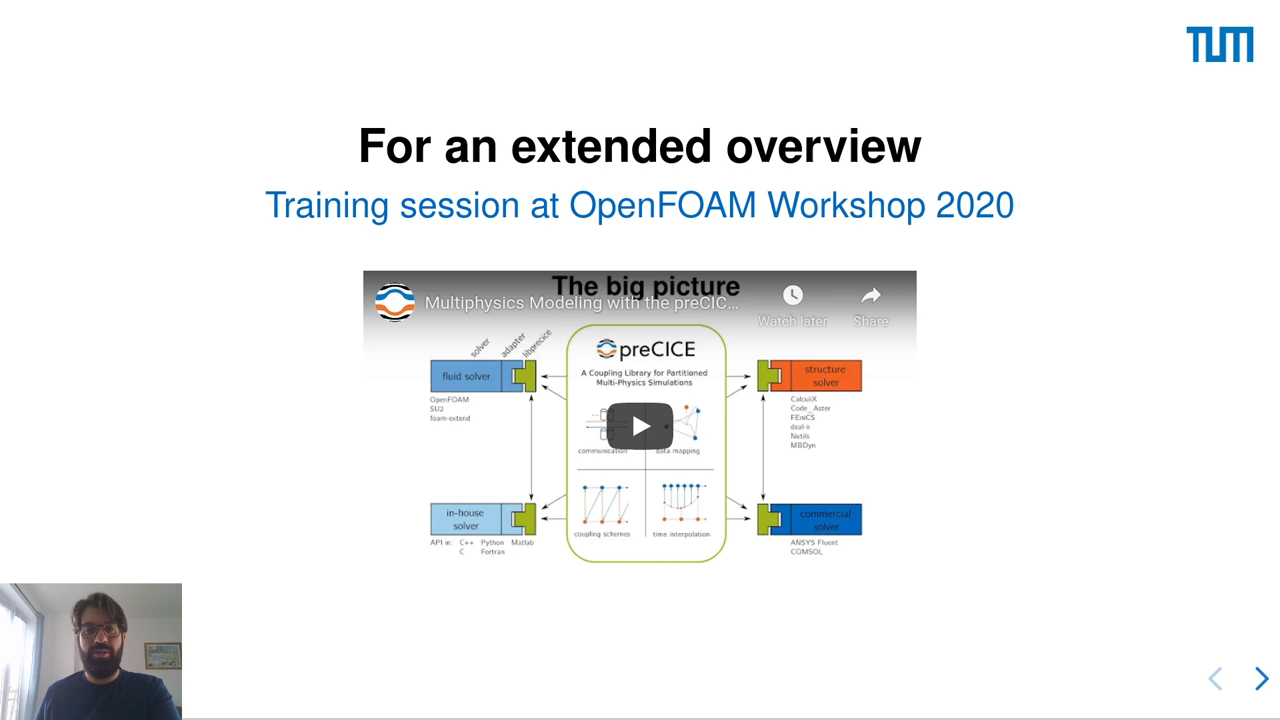 TUM
For an extended overview
Training session at OpenFOAM Workshop 2020
The big picture
Multiphysics Modeling with the preCIC...
Watch later
Share
solver
adapter
libprecice
preCICE
A Coupling Library for Partitioned
Multi-Physics Simulations
fluid solver
OpenFOAM
SU2
foam-extend
structure
solver
CalculiX
Code_Aster
FEniCS
deal-ii
Nutils
MBDyn
communication
data mapping
in-house
solver
API in: C++ Python Matlab
C Fortran
coupling schemes
time interpolation
commercial
solver
ANSYS Fluent
COMSOL